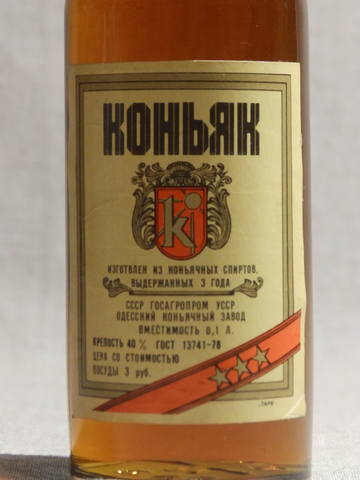 КОНЬЯК
ki
ИЗГОТВЛЕН ИЗ КОНЬЯЧНЫХ СПИРТОВ,
ВЫДЕРЖАННЫХ 3 ГОДА
СССР ГОСАГРОПРОМ УССР
ОДЕССКИЙ КОНЬЯЧНЫЙ ЗАВОД
ВМЕСТИМОСТЬ 0,1 Л.
КРЕПОСТЬ 40 % ГОСТ 13741-78
ЦЕНА СО СТОИМОСТЬЮ
ПОСУДЫ 3 руб.